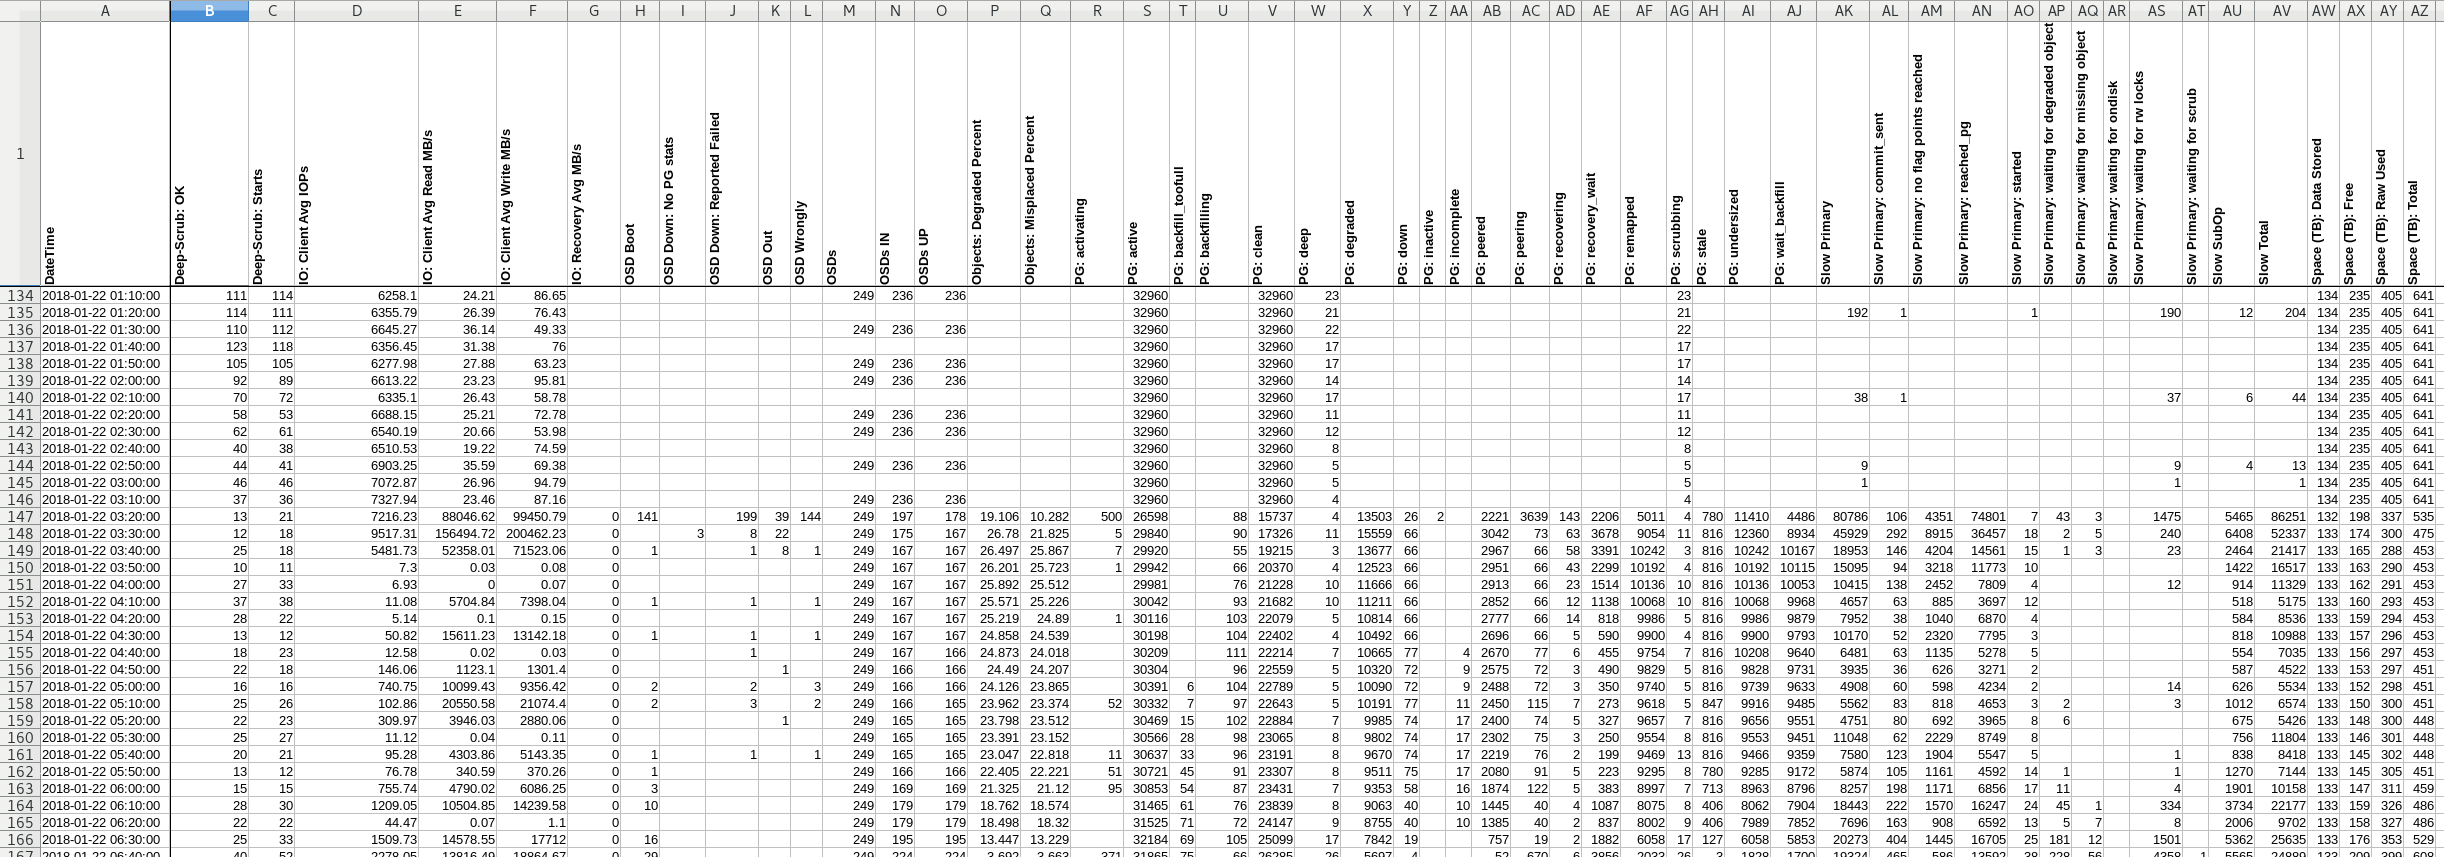 A B C D E F G H I J K L M N O P Q R S T U V W X Y Z AA AB AC AD AE AF AG AH AI AJ AK AL AM AN AO AP AQ AR AS AT AU AV AW AX AY AZ
1 DateTime Deep-Scrub: OK Deep-Scrub: Starts IO: Client Avg IOPs IO: Client Avg Read MB/s IO: Client Avg Write MB/s IO: Recovery Avg MB/s OSD Boot OSD Down: No PG stats OSD Down: Reported Failed OSD Out OSD Wrongly OSDs OSDs IN OSDs UP Objects: Degraded Percent Objects: Misplaced Percent PG: activating PG: active PG: backfill_toofull PG: backfilling PG: clean PG: deep PG: degraded PG: down PG: inactive PG: incomplete PG: peered PG: peering PG: recovering PG: recovery_wait PG: remapped PG: scrubbing PG: stale PG: undersized PG: wait_backfill Slow Primary Slow Primary: commit_sent Slow Primary: no flag points reached Slow Primary: reached_pg Slow Primary: started Slow Primary: waiting for degraded object Slow Primary: waiting for missing object Slow Primary: waiting for ondisk Slow Primary: waiting for rw locks Slow Primary: waiting for scrub Slow SubOp Slow Total Space (TB): Data Stored Space (TB): Free Space (TB): Raw Used Space (TB): Total
134 2018-01-22 01:10:00 111 114 6258.1 24.21 86.65 249 236 236 32960 32960 23 23 134 235 405 641
135 2018-01-22 01:20:00 114 111 6355.79 26.39 76.43 32960 32960 21 21 192 1 1 190 12 204 134 235 405 641
136 2018-01-22 01:30:00 110 112 6645.27 36.14 49.33 249 236 236 32960 32960 22 22 134 235 405 641
137 2018-01-22 01:40:00 123 118 6356.45 31.38 76 32960 32960 17 17 134 235 405 641
138 2018-01-22 01:50:00 105 105 6277.98 27.88 63.23 249 236 236 32960 32960 17 17 134 235 405 641
139 2018-01-22 02:00:00 92 89 6613.22 23.23 95.81 249 236 236 32960 32960 14 14 134 235 405 641
140 2018-01-22 02:10:00 70 72 6335.1 26.43 58.78 32960 32960 17 17 38 1 37 6 44 134 235 405 641
141 2018-01-22 02:20:00 58 53 6688.15 25.21 72.78 249 236 236 32960 32960 11 11 134 235 405 641
142 2018-01-22 02:30:00 62 61 6540.19 20.66 53.98 249 236 236 32960 32960 12 12 134 235 405 641
143 2018-01-22 02:40:00 40 38 6510.53 19.22 74.59 32960 32960 8 8 134 235 405 641
144 2018-01-22 02:50:00 44 41 6903.25 35.59 69.38 249 236 236 32960 32960 5 5 9 9 4 13 134 235 405 641
145 2018-01-22 03:00:00 46 46 7072.87 26.96 94.79 32960 32960 5 5 1 1 1 134 235 405 641
146 2018-01-22 03:10:00 37 36 7327.94 23.46 87.16 249 236 236 32960 32960 4 4 134 235 405 641
147 2018-01-22 03:20:00 13 21 7216.23 88046.62 99450.79 0 141 199 39 144 249 197 178 19.106 10.282 500 26598 88 15737 4 13503 26 2 2221 3639 143 2206 5011 4 780 11410 4486 80786 106 4351 74801 7 43 3 1475 5465 86251 132 198 337 535
148 2018-01-22 03:30:00 12 18 9517.31 156494.72 200462.23 0 3 8 22 249 175 167 26.78 21.825 5 29840 90 17326 11 15559 66 3042 73 63 3678 9054 11 816 12360 8934 45929 292 8915 36457 18 2 5 240 6408 52337 133 174 300 475
149 2018-01-22 03:40:00 25 18 5481.73 52358.01 71523.06 0 1 1 8 1 249 167 167 26.497 25.867 7 29920 55 19215 3 13677 66 2967 66 58 3391 10242 3 816 10242 10167 18953 146 4204 14561 15 1 3 23 2464 21417 133 165 288 453
150 2018-01-22 03:50:00 10 11 7.3 0.03 0.08 0 249 167 167 26.201 25.723 1 29942 66 20370 4 12523 66 2951 66 43 2299 10192 4 816 10192 10115 15095 94 3218 11773 10 1422 16517 133 163 290 453
151 2018-01-22 04:00:00 27 33 6.93 0 0.07 0 249 167 167 25.892 25.512 29981 76 21228 10 11666 66 2913 66 23 1514 10136 10 816 10136 10053 10415 138 2452 7809 4 12 914 11329 133 162 291 453
152 2018-01-22 04:10:00 37 38 11.08 5704.84 7398.04 0 1 1 1 249 167 167 25.571 25.226 30042 93 21682 10 11211 66 2852 66 12 1138 10068 10 816 10068 9968 4657 63 885 3697 12 518 5175 133 160 293 453
153 2018-01-22 04:20:00 28 22 5.14 0.1 0.15 0 249 167 167 25.219 24.89 1 30116 103 22079 5 10814 66 2777 66 14 818 9986 5 816 9986 9879 7952 38 1040 6870 4 584 8536 133 159 294 453
154 2018-01-22 04:30:00 13 12 50.82 15611.23 13142.18 0 1 1 1 249 167 167 24.858 24.539 30198 104 22402 4 10492 66 2696 66 5 590 9900 4 816 9900 9793 10170 52 2320 7795 3 818 10988 133 157 296 453
155 2018-01-22 04:40:00 18 23 12.58 0.02 0.03 0 1 249 167 167 24.873 24.018 30209 111 22214 7 10665 77 4 2670 77 6 455 9754 7 816 10208 9640 6481 63 1135 5278 5 554 7035 133 156 297 453
156 2018-01-22 04:50:00 22 18 146.06 1123.1 1301.4 0 1 249 166 166 24.49 24.207 30304 96 22559 5 10320 72 9 2575 72 3 490 9829 5 816 9828 9731 3935 36 626 3271 2 587 4522 133 153 297 451
157 2018-01-22 05:00:00 16 16 740.75 10099.43 9356.42 0 2 2 3 249 166 166 24.126 23.865 30391 6 104 22789 5 10090 72 9 2488 72 3 350 9740 5 816 9739 9633 4908 60 598 4234 2 14 626 5534 133 152 298 451
158 2018-01-22 05:10:00 25 26 102.86 20550.58 21074.4 0 2 3 2 249 166 165 23.962 23.374 52 30332 7 97 22643 5 10191 77 11 2450 115 7 273 9618 5 847 9916 9485 5562 83 818 4653 3 2 3 1012 6574 133 150 300 451
159 2018-01-22 05:20:00 22 23 309.97 3946.03 2880.06 0 1 249 165 165 23.798 23.512 30469 15 102 22884 7 9985 74 17 2400 74 5 327 9657 7 816 9656 9551 4751 80 692 3965 8 6 675 5426 133 148 300 448
160 2018-01-22 05:30:00 25 27 11.12 0.04 0.11 0 249 165 165 23.391 23.152 30566 28 98 23065 8 9802 74 17 2302 75 3 250 9554 8 816 9553 9451 11048 62 2229 8749 8 756 11804 133 146 301 448
161 2018-01-22 05:40:00 20 21 95.28 4303.86 5143.35 0 1 1 1 249 165 165 23.047 22.818 11 30637 33 96 23191 8 9670 74 17 2219 76 2 199 9469 13 816 9466 9359 7580 123 1904 5547 5 1 838 8418 133 145 302 448
162 2018-01-22 05:50:00 13 12 76.78 340.59 370.26 0 1 249 166 166 22.405 22.221 51 30721 45 91 23307 8 9511 75 17 2080 91 5 223 9295 8 780 9285 9172 5874 105 1161 4592 14 1 1 1270 7144 133 145 305 451
163 2018-01-22 06:00:00 15 15 755.74 4790.02 6086.25 0 3 249 169 169 21.325 21.12 95 30853 54 87 23431 7 9353 58 16 1874 122 5 383 8997 7 713 8963 8796 8257 198 1171 6856 17 11 4 1901 10158 133 147 311 459
164 2018-01-22 06:10:00 28 30 1209.05 10504.85 14239.58 0 10 249 179 179 18.762 18.574 31465 61 76 23839 8 9063 40 10 1445 40 4 1087 8075 8 406 8062 7904 18443 222 1570 16247 24 45 1 334 3734 22177 133 159 326 486
165 2018-01-22 06:20:00 22 22 44.47 0.07 1.1 0 249 179 179 18.498 18.32 31525 71 72 24147 9 8755 40 10 1385 40 2 837 8002 9 406 7989 7852 7696 163 908 6592 13 5 7 8 2006 9702 133 158 327 486
166 2018-01-22 06:30:00 25 33 1509.73 14578.55 17712 0 16 249 195 195 13.447 13.229 32184 69 105 25099 17 7842 19 757 19 2 1882 6058 17 127 6058 5853 20273 404 1445 16705 25 181 12 1501 5362 25635 133 176 353 529